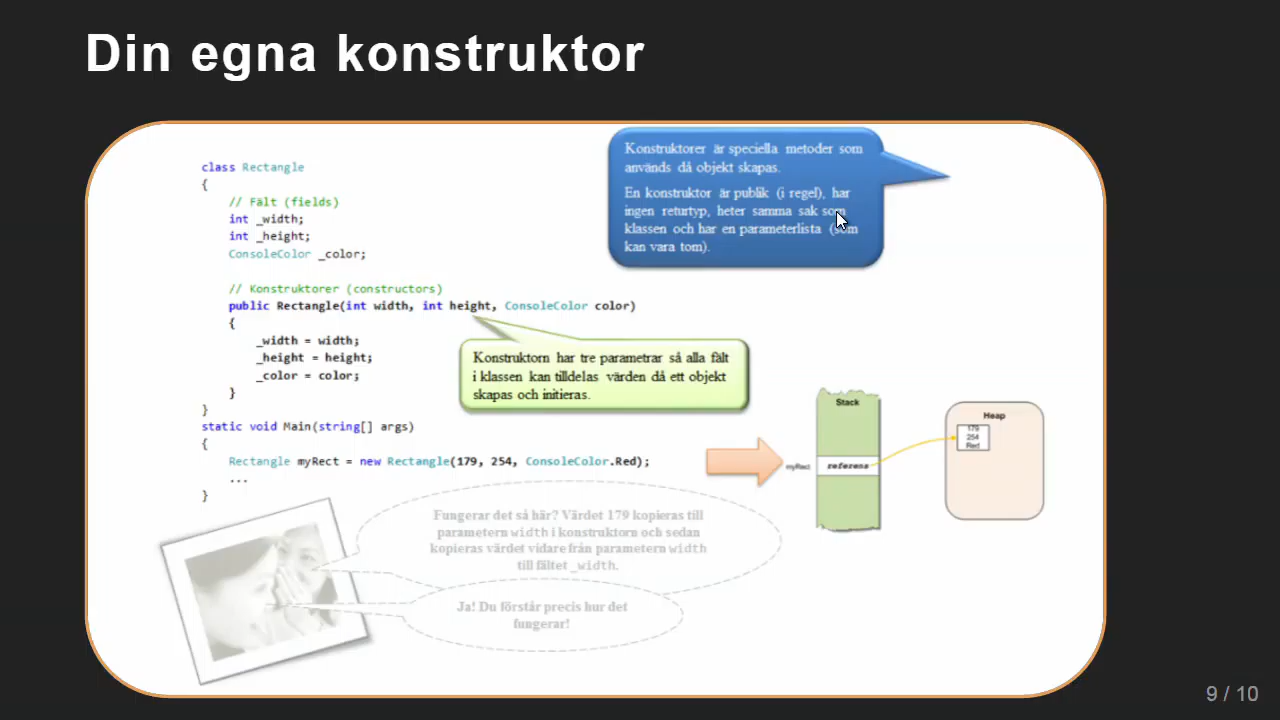 Din egna konstruktor
Konstruktorer är speciella metoder som
används då objekt skapas.
En konstruktor är publik (i regel), har
ingen returtyp, heter samma sak som
klassen och har en parameterlista (som
kan vara tom).
class Rectangle
{
// Fält (fields)
int _width;
int _height;
ConsoleColor _color;
// Konstruktorer (constructors)
public Rectangle(int width, int height, ConsoleColor color)
{
_width = width;
_height = height;
_color = color;
}
}
Konstruktorn har tre parametrar så alla fält
i klassen kan tilldelas värden då ett objekt
skapas och initieras.
static void Main(string[] args)
{
Rectangle myRect = new Rectangle(179, 254, ConsoleColor.Red);
...
}
Stack
myRect
referens
Heap
179
254
Red
Fungerar det så här? Värdet 179 kopieras till
parametern width i konstruktorn och sedan
kopieras värdet vidare från parametern width
till fältet _width.
Ja! Du förstår precis hur det
fungerar!
9 / 10